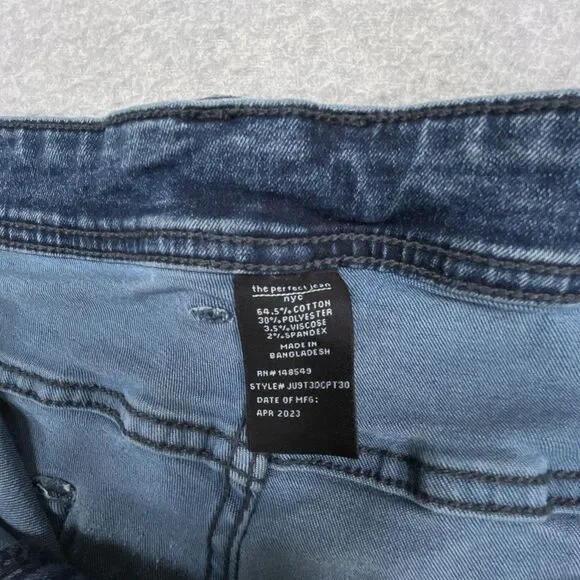 the perfect jean
nyc
64.5% COTTON
30% POLYESTER
3.5% VISCOSE
2% SPANDEX
MADE IN
BANGLADESH
RN# 148549
STYLE# JU9T3DCPT30
DATE OF MFG:
APR 2023